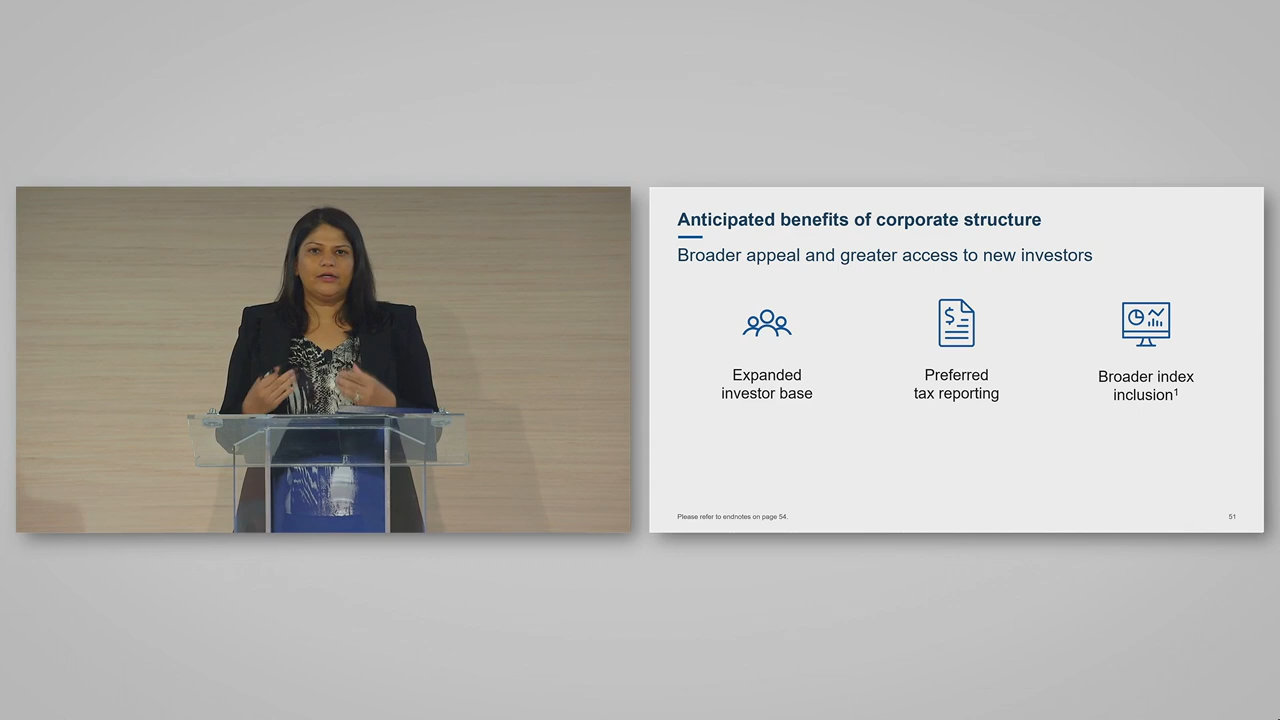 Anticipated benefits of corporate structure
Broader appeal and greater access to new investors
Expanded
investor base
Preferred
tax reporting
Broader index
inclusion¹
Please refer to endnotes on page 54.
51